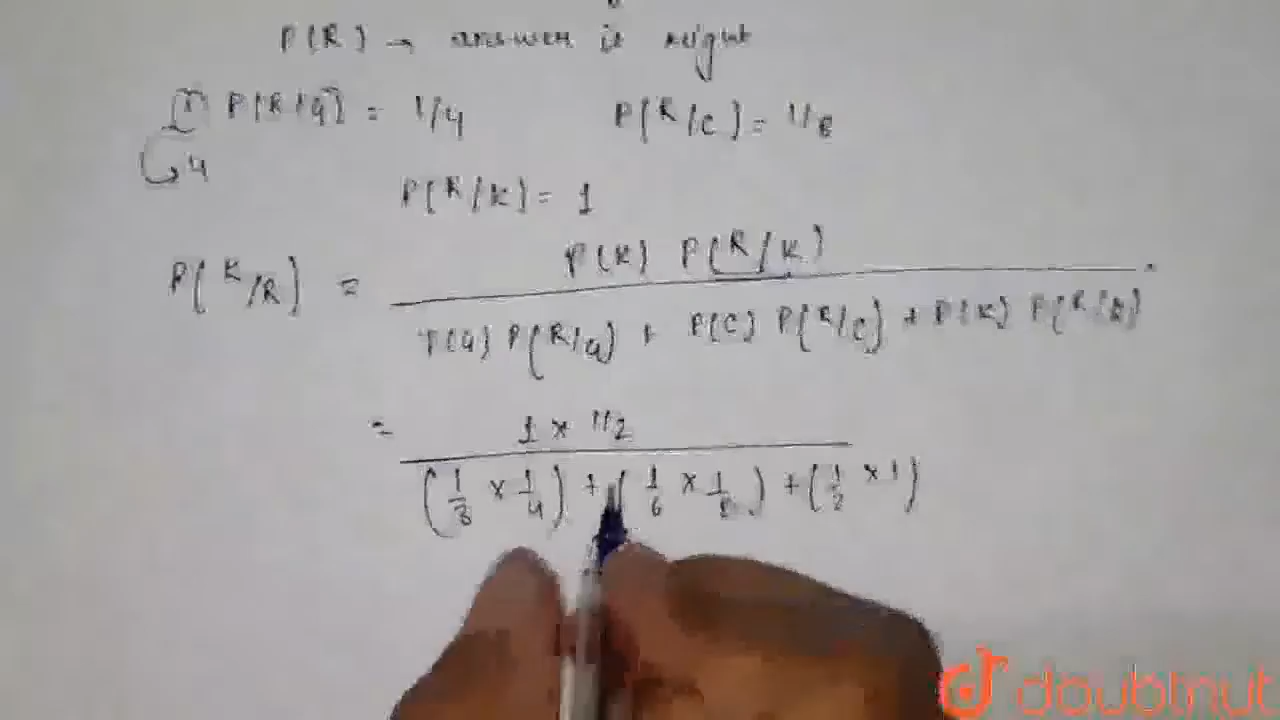 P(R) → answer is right
P(R/G) = 1/4 P(R/C) = 1/8
4
P(R/K) = 1
P(K/R) = P(K) P(R/K)
P(G) P(R/G) + P(C) P(R/C) + P(K) P(R/K)
= 1 × 1/2
(1/3 × 1/4) + (1/6 × 1/8) + (1/2 × 1)
doubtnut